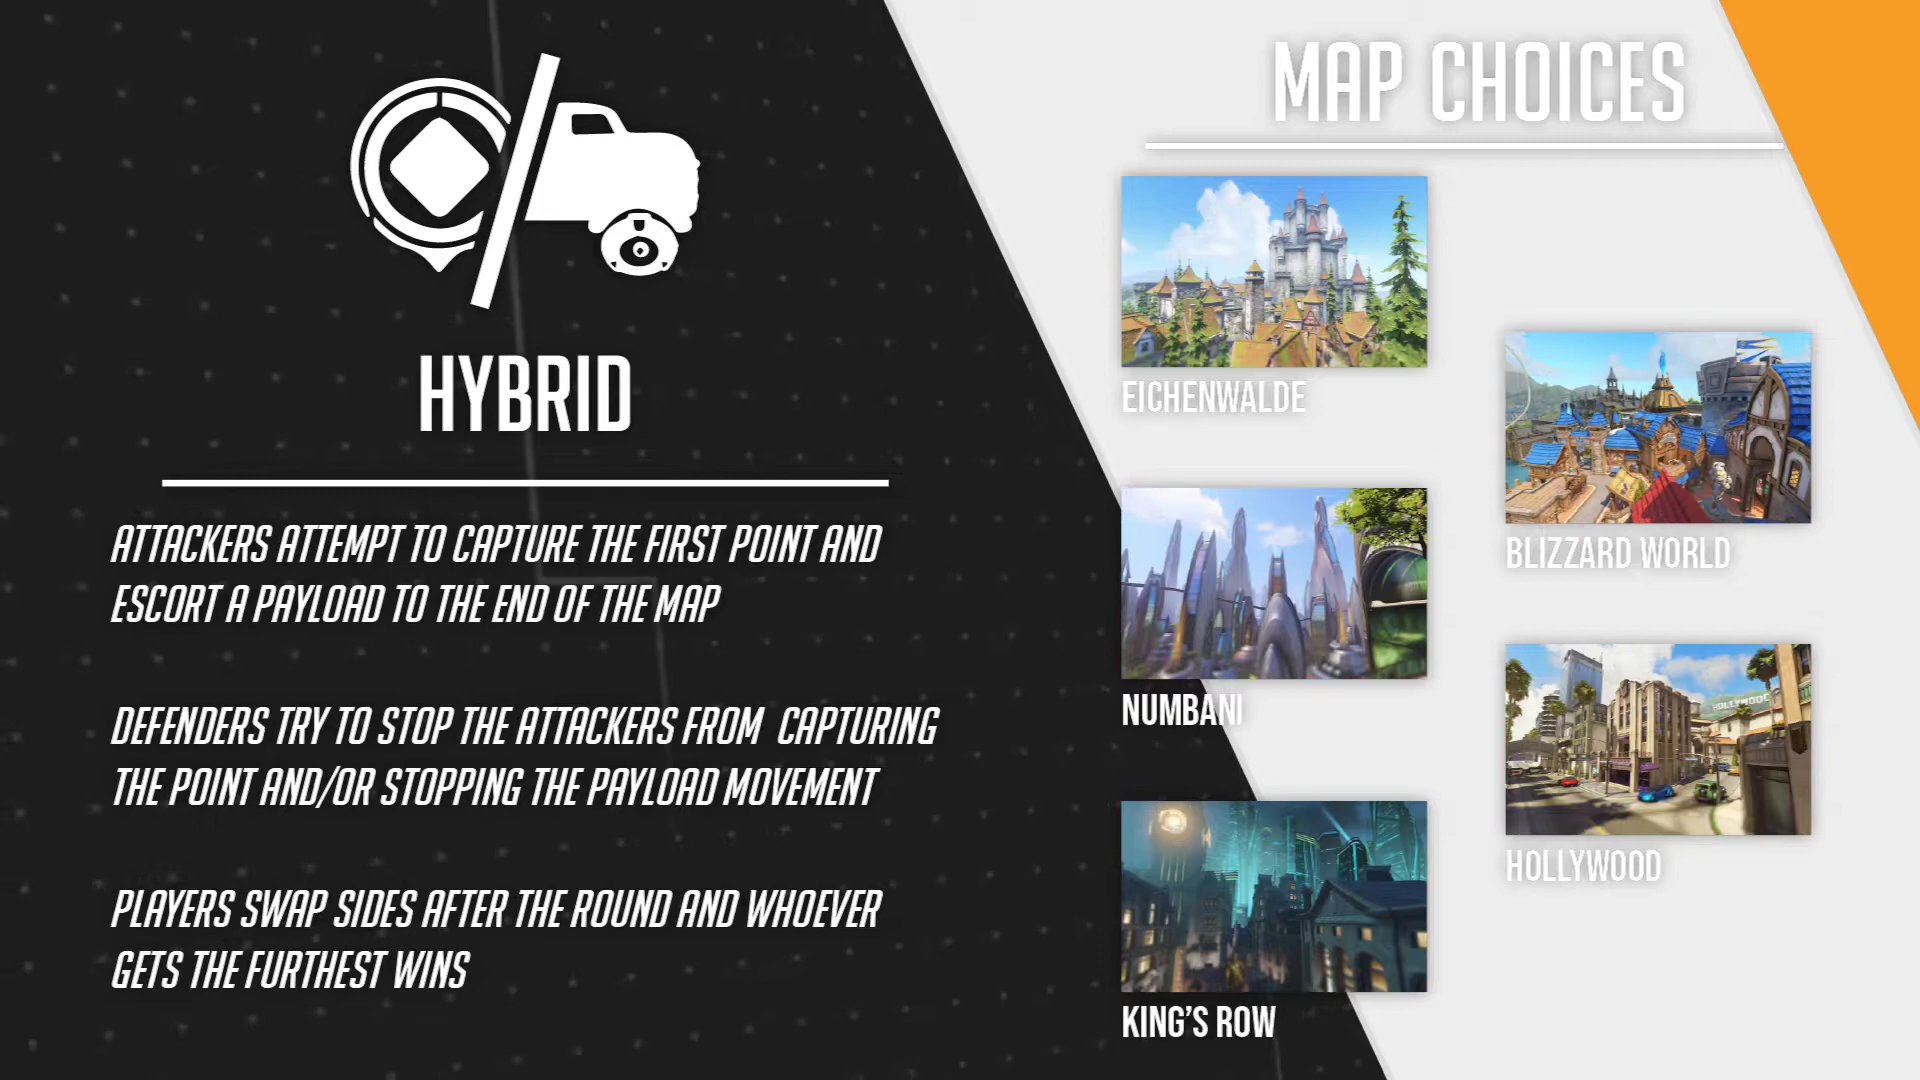 HYBRID
ATTACKERS ATTEMPT TO CAPTURE THE FIRST POINT AND
ESCORT A PAYLOAD TO THE END OF THE MAP
DEFENDERS TRY TO STOP THE ATTACKERS FROM CAPTURING
THE POINT AND/OR STOPPING THE PAYLOAD MOVEMENT
PLAYERS SWAP SIDES AFTER THE ROUND AND WHOEVER
GETS THE FURTHEST WINS
MAP CHOICES
EICHENWALDE
BLIZZARD WORLD
NUMBANI
HOLLYWOOD
HOLLYWOOD
KING'S ROW